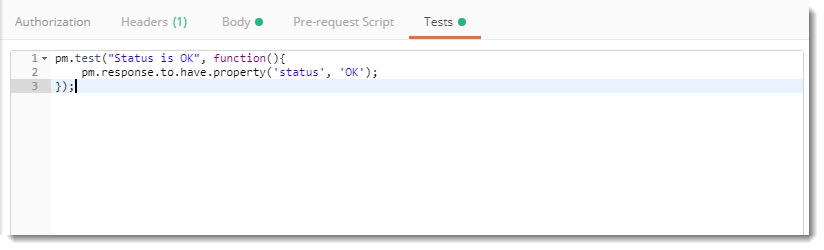 Authorization Headers (1) Body Pre-request Script Tests
1 pm.test("Status is OK", function(){
2 pm.response.to.have.property('status', 'OK');
3 });